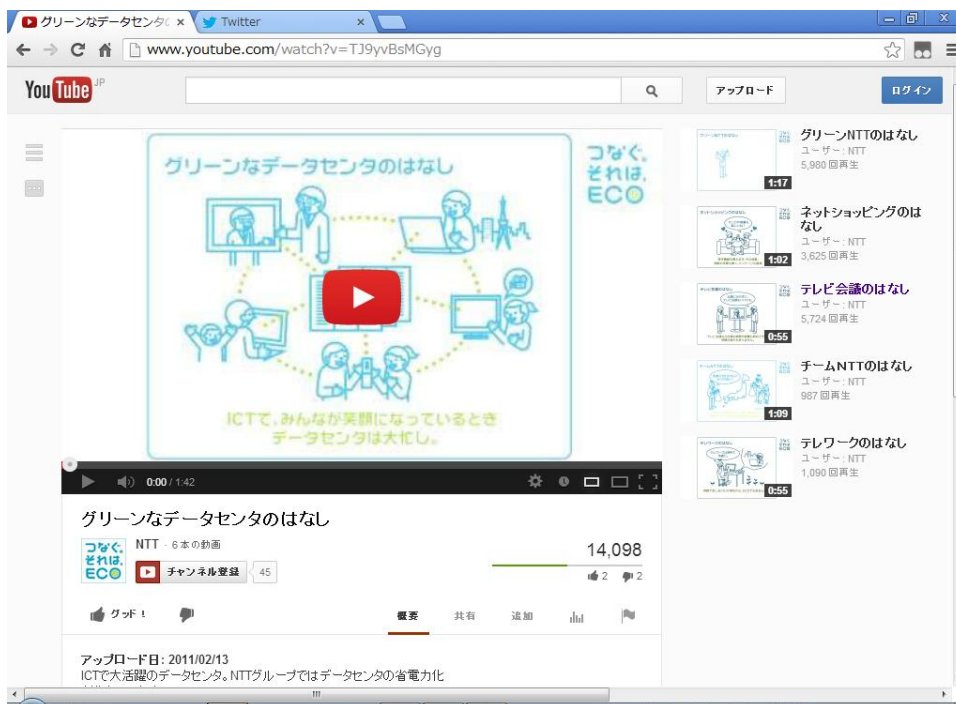 グリーンなデータセンタの
Twitter
www.youtube.com/watch?v=TJ9yvBsMGyg
YouTube JP
アップロード
ログイン
グリーンなデータセンタのはなし
つなぐ。
それは、
ECO
ICTで、みんなが笑顔になっているとき
データセンタは大忙し。
0:00 / 1:42
グリーンなデータセンタのはなし
つなぐ。
それは、
ECO
NTT · 6本の動画
チャンネル登録 45
14,098
2 2
グッド!
概要 共有 追加
アップロード日: 2011/02/13
ICTで大活躍のデータセンタ。NTTグループではデータセンタの省電力化
グリーンNTTのはなし
ユーザー: NTT
5,980 回再生
1:17
ネットショッピングのは
なし
ユーザー: NTT
3,625 回再生
1:02
テレビ会議のはなし
ユーザー: NTT
5,724 回再生
0:55
チームNTTのはなし
ユーザー: NTT
987 回再生
1:09
テレワークのはなし
ユーザー: NTT
1,090 回再生
0:55